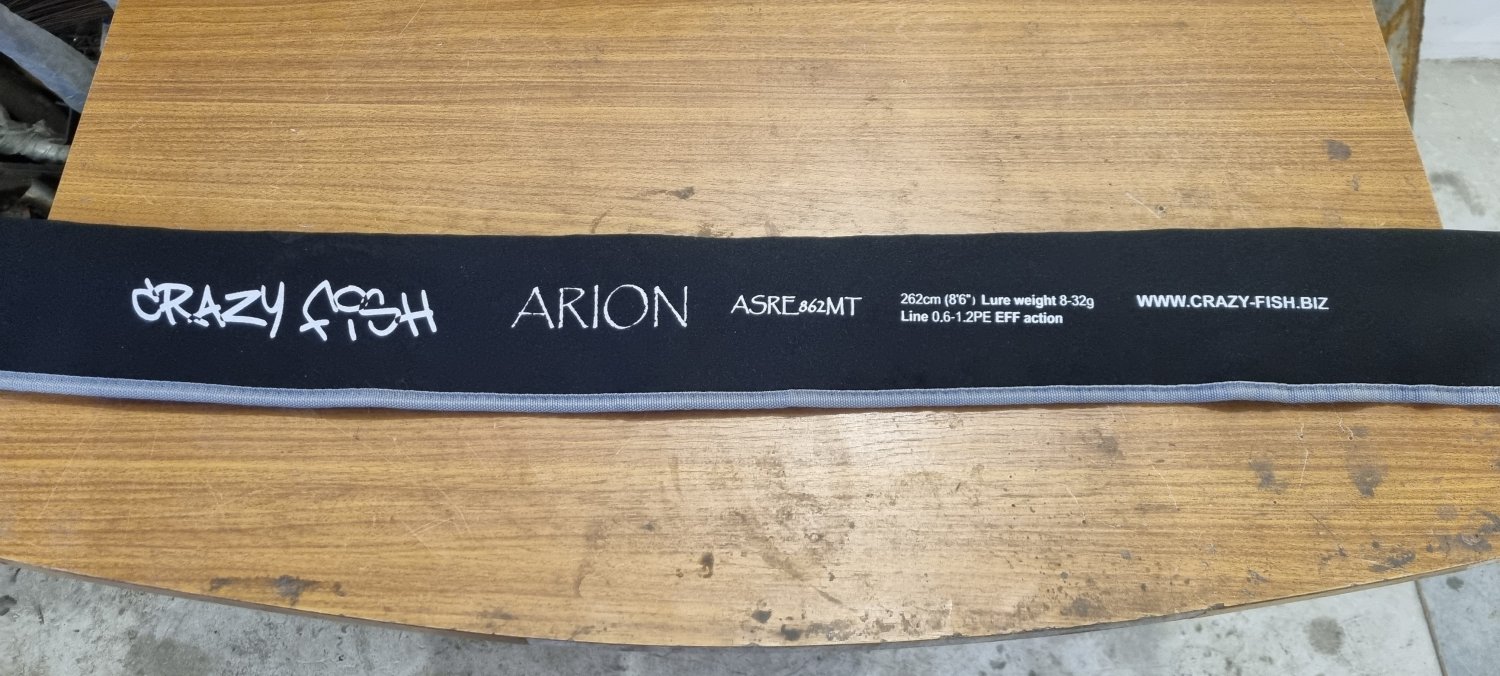 CRAZY FISH
ARION
ASRE862MT
262cm (8'6") Lure weight 8-32g
Line 0,6-1.2PE EFF action
WWW.CRAZY-FISH.BIZ